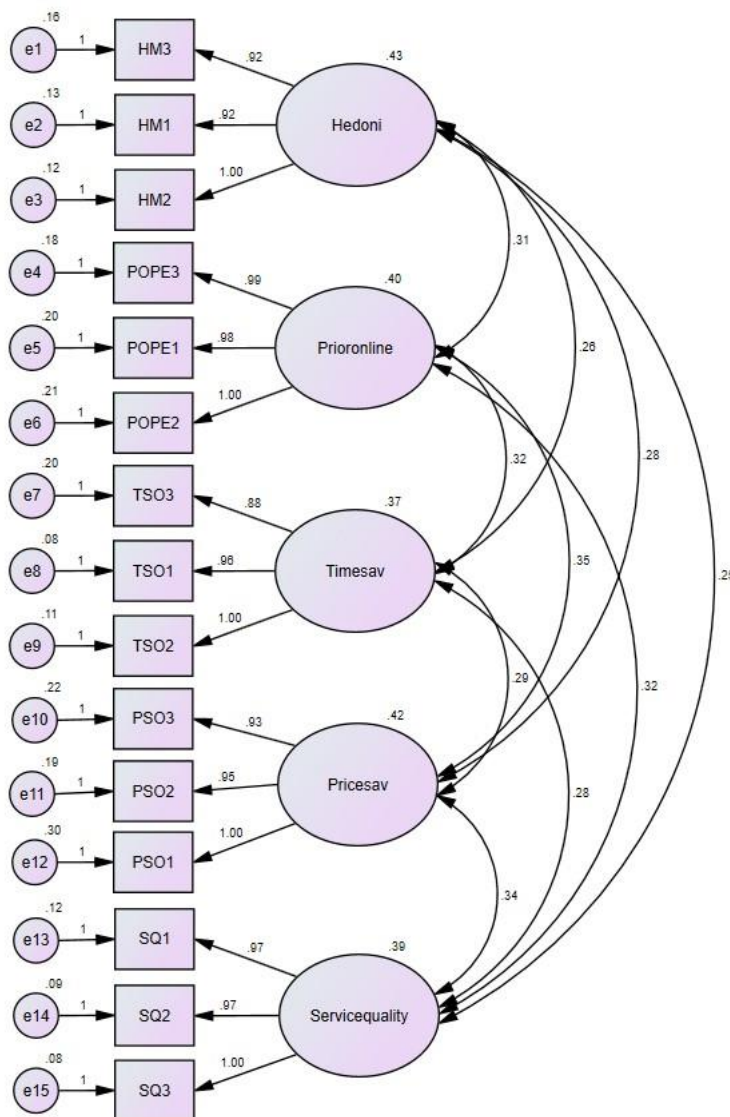 .16
e1 1 HM3 .92 .43
.13
e2 1 HM1 .92 Hedoni
.12
e3 1 HM2 1.00
.31
.18
e4 1 POPE3 .99 .40
.20
e5 1 POPE1 .98 Prioronline .26
.21
e6 1 POPE2 1.00
.28
.32
.20
e7 1 TSO3 .88 .37
.08
e8 1 TSO1 .96 Timesav .35
.11
e9 1 TSO2 1.00
.29
.32
.22
e10 1 PSO3 .93 .42
.19
e11 1 PSO2 .95 Pricesav .28
.30
e12 1 PSO1 1.00
.34
.12
e13 1 SQ1 .97 .39
.09
e14 1 SQ2 .97 Servicequality
.08
e15 1 SQ3 1.00